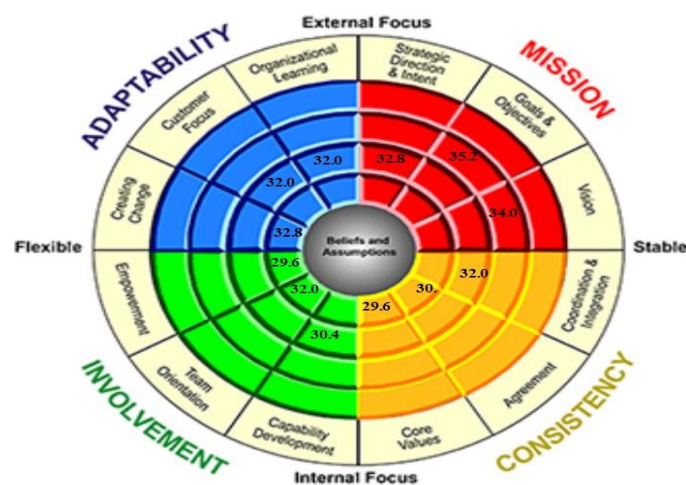 External Focus
ADAPTABILITY
MISSION
Organizational
Learning
Strategic
Direction
& Intent
Customer
Focus
Goals &
Objectives
Creating
Change
Vision
32.0
32.8
35.2
32.0
34.0
32.8
Flexible
Beliefs and
Assumptions
Stable
29.6
32.0
32.0
30.
29.6
30.4
Empowerment
Coordination &
Integration
Team
Orientation
Agreement
Capability
Development
Core
Values
INVOLVEMENT
CONSISTENCY
Internal Focus